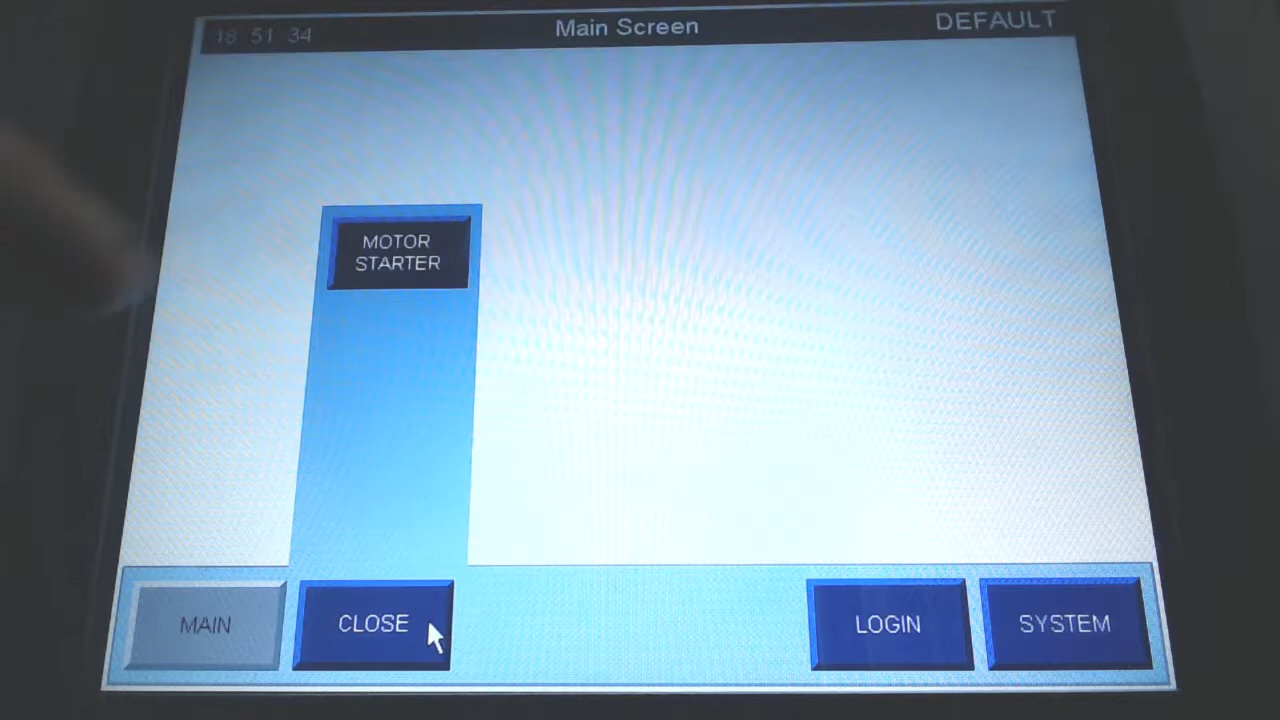 18 51 34
Main Screen
DEFAULT
MOTOR
STARTER
MAIN
CLOSE
LOGIN
SYSTEM